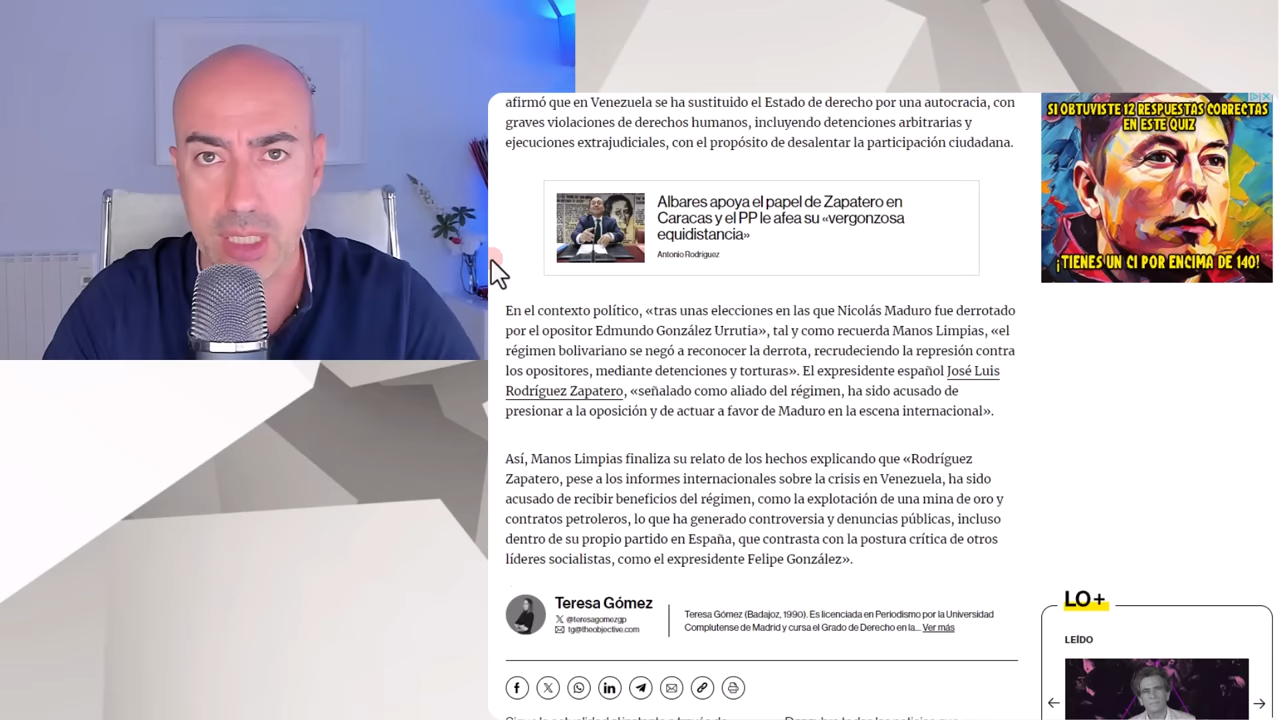 afirmó que en Venezuela se ha sustituido el Estado de derecho por una autocracia, con
graves violaciones de derechos humanos, incluyendo detenciones arbitrarias y
ejecuciones extrajudiciales, con el propósito de desalentar la participación ciudadana.
Albares apoya el papel de Zapatero en
Caracas y el PP le afea su «vergonzosa
equidistancia»
Antonio Rodríguez
En el contexto político, «tras unas elecciones en las que Nicolás Maduro fue derrotado
por el opositor Edmundo González Urrutia», tal y como recuerda Manos Limpias, «el
régimen bolivariano se negó a reconocer la derrota, recrudeciendo la represión contra
los opositores, mediante detenciones y torturas». El expresidente español José Luis
Rodríguez Zapatero, «señalado como aliado del régimen, ha sido acusado de
presionar a la oposición y de actuar a favor de Maduro en la escena internacional».
Así, Manos Limpias finaliza su relato de los hechos explicando que «Rodríguez
Zapatero, pese a los informes internacionales sobre la crisis en Venezuela, ha sido
acusado de recibir beneficios del régimen, como la explotación de una mina de oro y
contratos petroleros, lo que ha generado controversia y denuncias públicas, incluso
dentro de su propio partido en España, que contrasta con la postura crítica de otros
líderes socialistas, como el expresidente Felipe González».
Teresa Gómez
@teresagomezgp
tg@theobjective.com
Teresa Gómez (Badajoz, 1990). Es licenciada en Periodismo por la Universidad
Complutense de Madrid y cursa el Grado de Derecho en la... Ver más
SI OBTUVISTE 12 RESPUESTAS CORRECTAS
EN ESTE QUIZ
¡TIENES UN CI POR ENCIMA DE 140!
LO+
LEÍDO